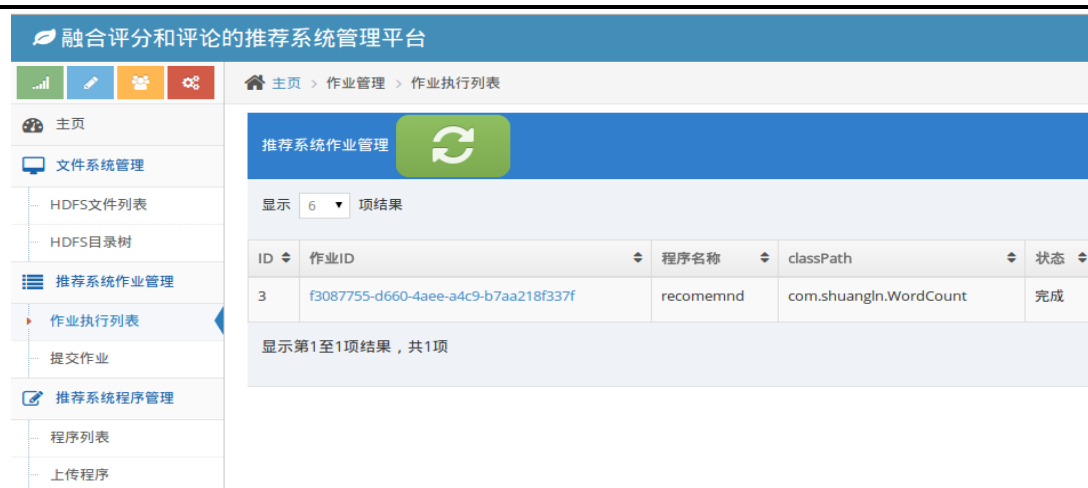 融合评分和评论的推荐系统管理平台
主页 > 作业管理 > 作业执行列表
主页
文件系统管理
HDFS文件列表
HDFS目录树
推荐系统作业管理
作业执行列表
提交作业
推荐系统程序管理
程序列表
上传程序
推荐系统作业管理
显示 6 项结果
ID 作业ID 程序名称 classPath 状态
3 f3087755-d660-4aee-a4c9-b7aa218f337f recomemnd com.shuangln.WordCount 完成
显示第1至1项结果，共1项